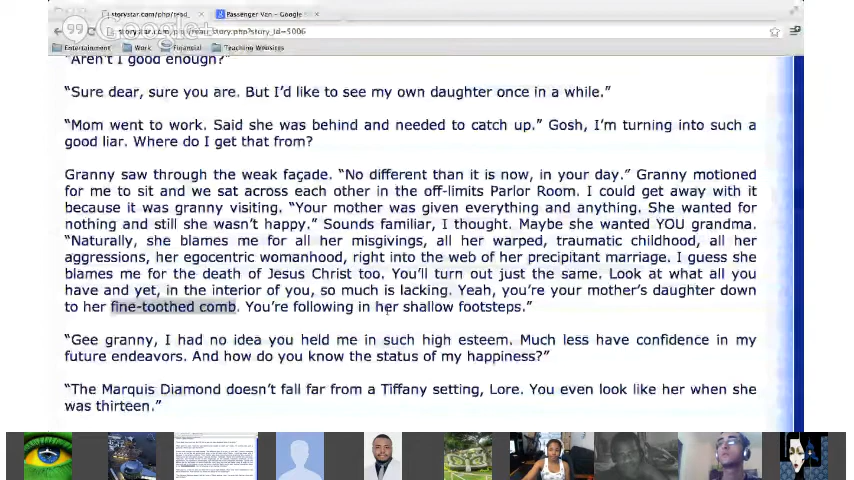 storystar.com/php/read_
Passenger Van - Google
Google+
storystar.com/php/read_story.php?story_id=5006
Entertainment Work Financial Teaching Websites
"Aren't I good enough?"
"Sure dear, sure you are. But I'd like to see my own daughter once in a while."
"Mom went to work. Said she was behind and needed to catch up." Gosh, I'm turning into such a
good liar. Where do I get that from?
Granny saw through the weak façade. "No different than it is now, in your day." Granny motioned
for me to sit and we sat across each other in the off-limits Parlor Room. I could get away with it
because it was granny visiting. "Your mother was given everything and anything. She wanted for
nothing and still she wasn't happy." Sounds familiar, I thought. Maybe she wanted YOU grandma.
"Naturally, she blames me for all her misgivings, all her warped, traumatic childhood, all her
aggressions, her egocentric womanhood, right into the web of her precipitant marriage. I guess she
blames me for the death of Jesus Christ too. You'll turn out just the same. Look at what all you
have and yet, in the interior of you, so much is lacking. Yeah, you're your mother's daughter down
to her fine-toothed comb. You're following in her shallow footsteps."
"Gee granny, I had no idea you held me in such high esteem. Much less have confidence in my
future endeavors. And how do you know the status of my happiness?"
"The Marquis Diamond doesn't fall far from a Tiffany setting, Lore. You even look like her when she
was thirteen."